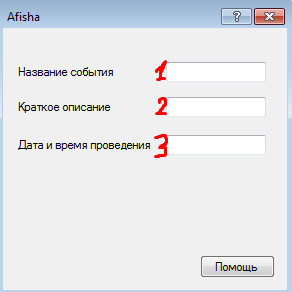 Afisha
Название события 1
Краткое описание 2
Дата и время проведения 3
Помощь